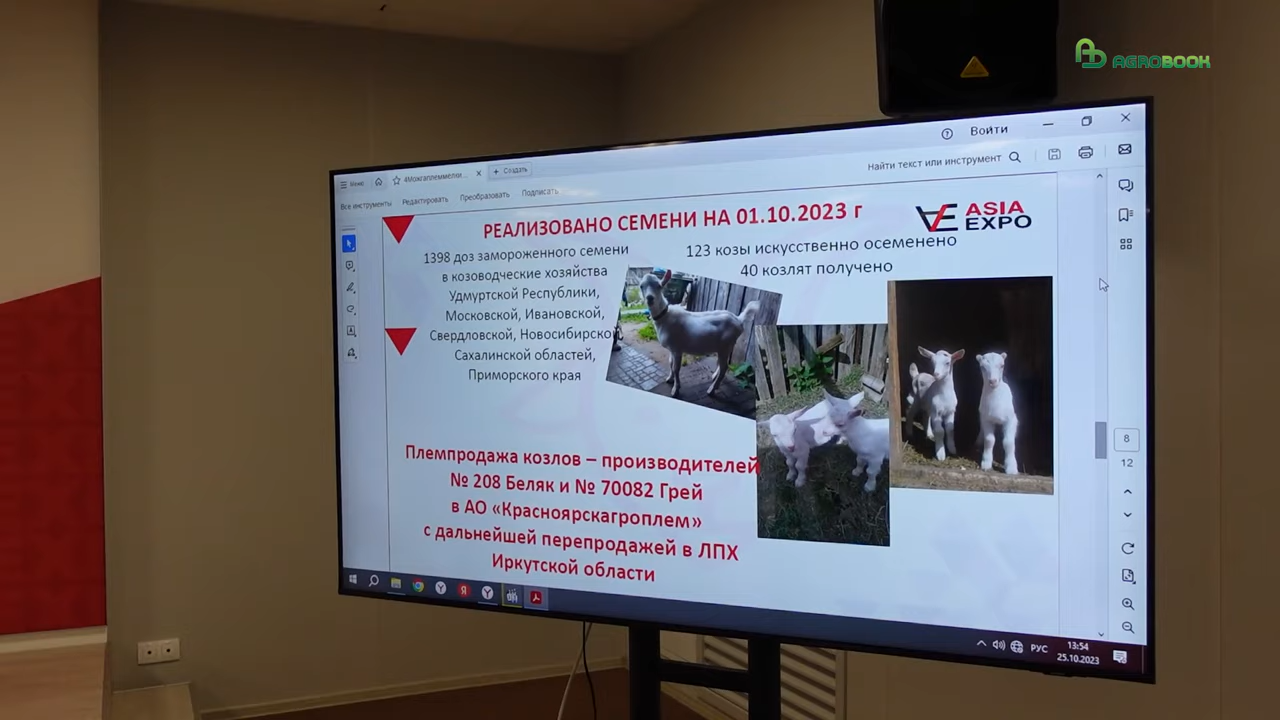 AGROBOOK
Войти
Меню
4Можгаплеммелки...
Создать
Найти текст или инструмент
Все инструменты
Редактировать
Преобразовать
Подписать
РЕАЛИЗОВАНО СЕМЕНИ НА 01.10.2023 г
ASIA
EXPO
1398 доз замороженного семени
в козоводческие хозяйства
Удмуртской Республики,
Московской, Ивановской,
Свердловской, Новосибирской,
Сахалинской областей,
Приморского края
123 козы искусственно осеменено
40 козлят получено
Племпродажа козлов – производителей
№ 208 Беляк и № 70082 Грей
в АО «Красноярскагроплем»
с дальнейшей перепродажей в ЛПХ
Иркутской области
8
12
РУС
13:54
25.10.2023